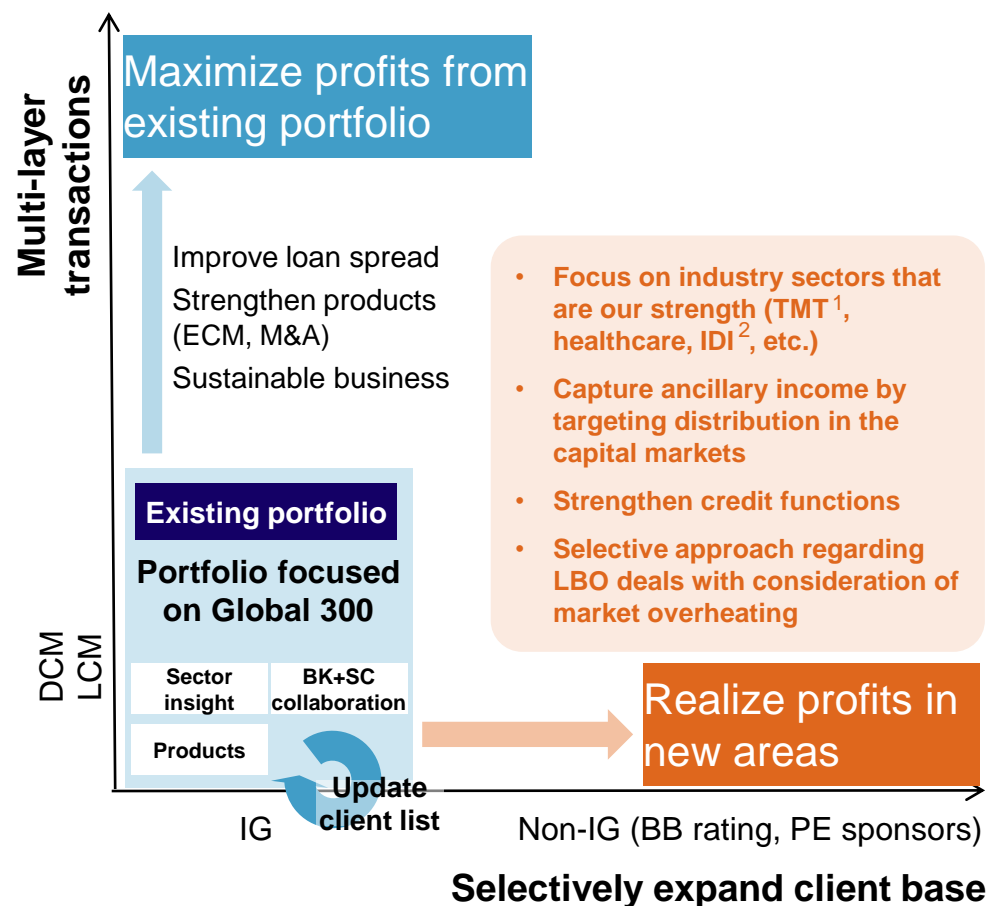 Multi-layer
transactions
Maximize profits from
existing portfolio
Improve loan spread
Strengthen products
(ECM, M&A)
Sustainable business
• Focus on industry sectors that
are our strength (TMT1,
healthcare, IDI2, etc.)
• Capture ancillary income by
targeting distribution in the
capital markets
• Strengthen credit functions
• Selective approach regarding
LBO deals with consideration of
market overheating
Existing portfolio
Portfolio focused
on Global 300
DCM
LCM
Sector
insight
BK+SC
collaboration
Products
Update
client list
Realize profits in
new areas
IG
Non-IG (BB rating, PE sponsors)
Selectively expand client base